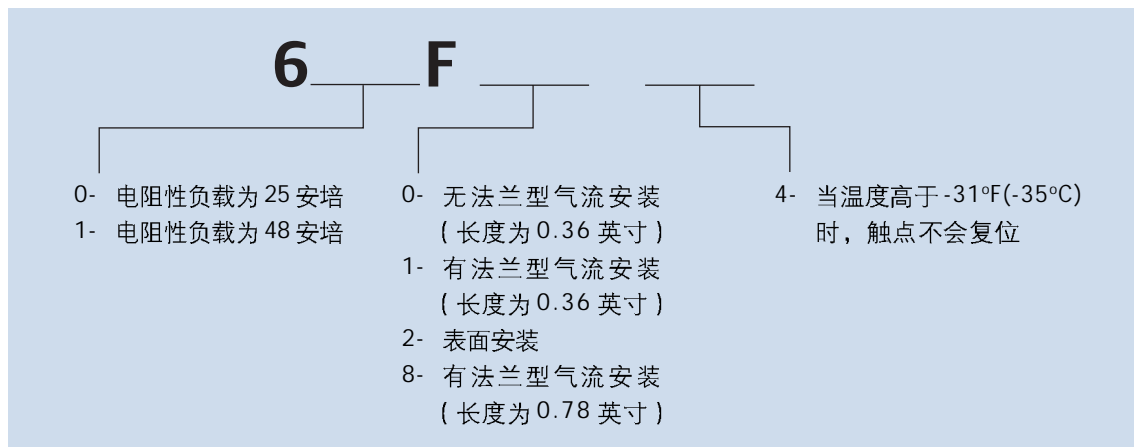 6 F
0- 电阻性负载为 25 安培
1- 电阻性负载为 48 安培
0- 无法兰型气流安装
( 长度为 0.36 英寸 )
1- 有法兰型气流安装
( 长度为 0.36 英寸 )
2- 表面安装
8- 有法兰型气流安装
( 长度为 0.78 英寸 )
4- 当温度高于 -31ºF(-35ºC)
时，触点不会复位